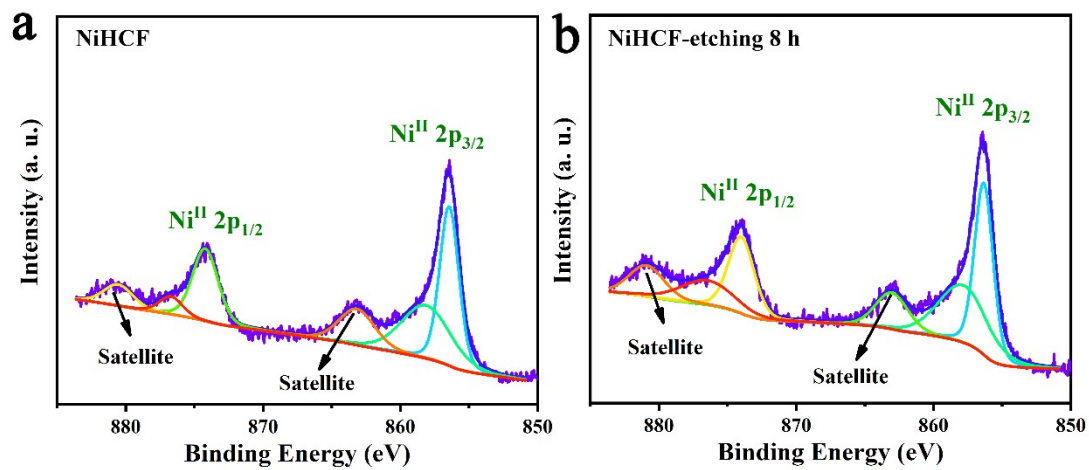 a
NiHCF
Ni^II 2p_3/2
Ni^II 2p_1/2
Satellite
Satellite
Intensity (a. u.)
880 870 860 850
Binding Energy (eV)
b
NiHCF-etching 8 h
Ni^II 2p_3/2
Ni^II 2p_1/2
Satellite
Satellite
Intensity (a. u.)
880 870 860 850
Binding Energy (eV)